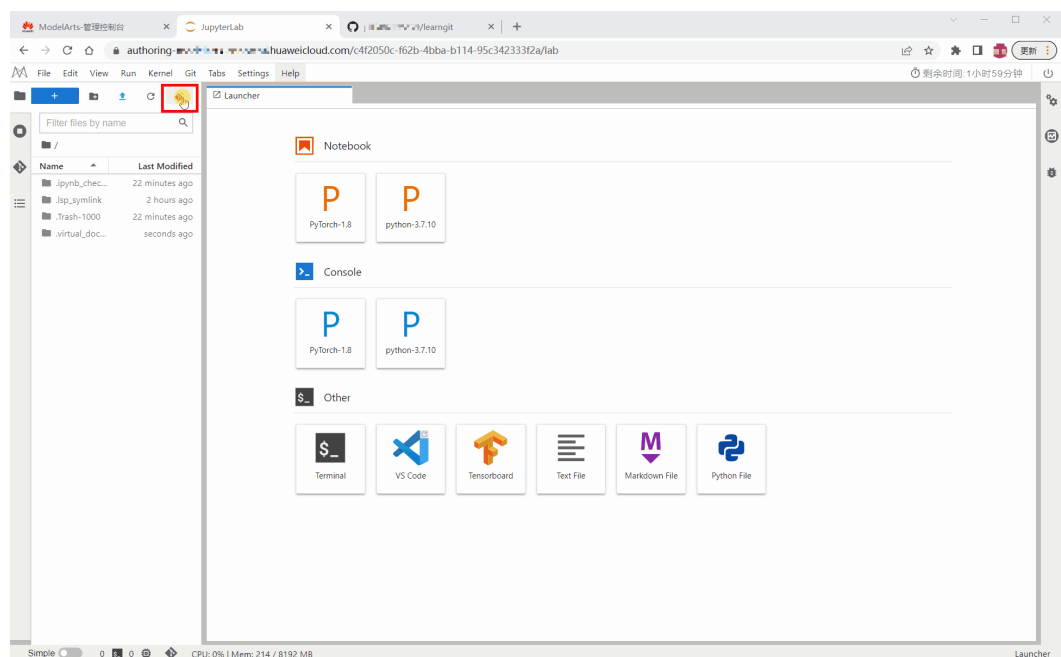 ModelArts-管理控制台
JupyterLab
/learngit
authoring-
huaweicloud.com/c4f2050c-f62b-4bba-b114-95c342333f2a/lab
更新
File Edit View Run Kernel Git Tabs Settings Help
剩余时间: 1小时59分钟
Launcher
Filter files by name
/
Name Last Modified
.ipynb_chec... 22 minutes ago
.lsp_symlink 2 hours ago
.Trash-1000 22 minutes ago
.virtual_doc... seconds ago
Notebook
P P
PyTorch-1.8 python-3.7.10
Console
P P
PyTorch-1.8 python-3.7.10
$_ Other
$_ M
Terminal VS Code Tensorboard Text File Markdown File Python File
Simple 0 $_ 0 CPU: 0% | Mem: 214 / 8192 MB Launcher